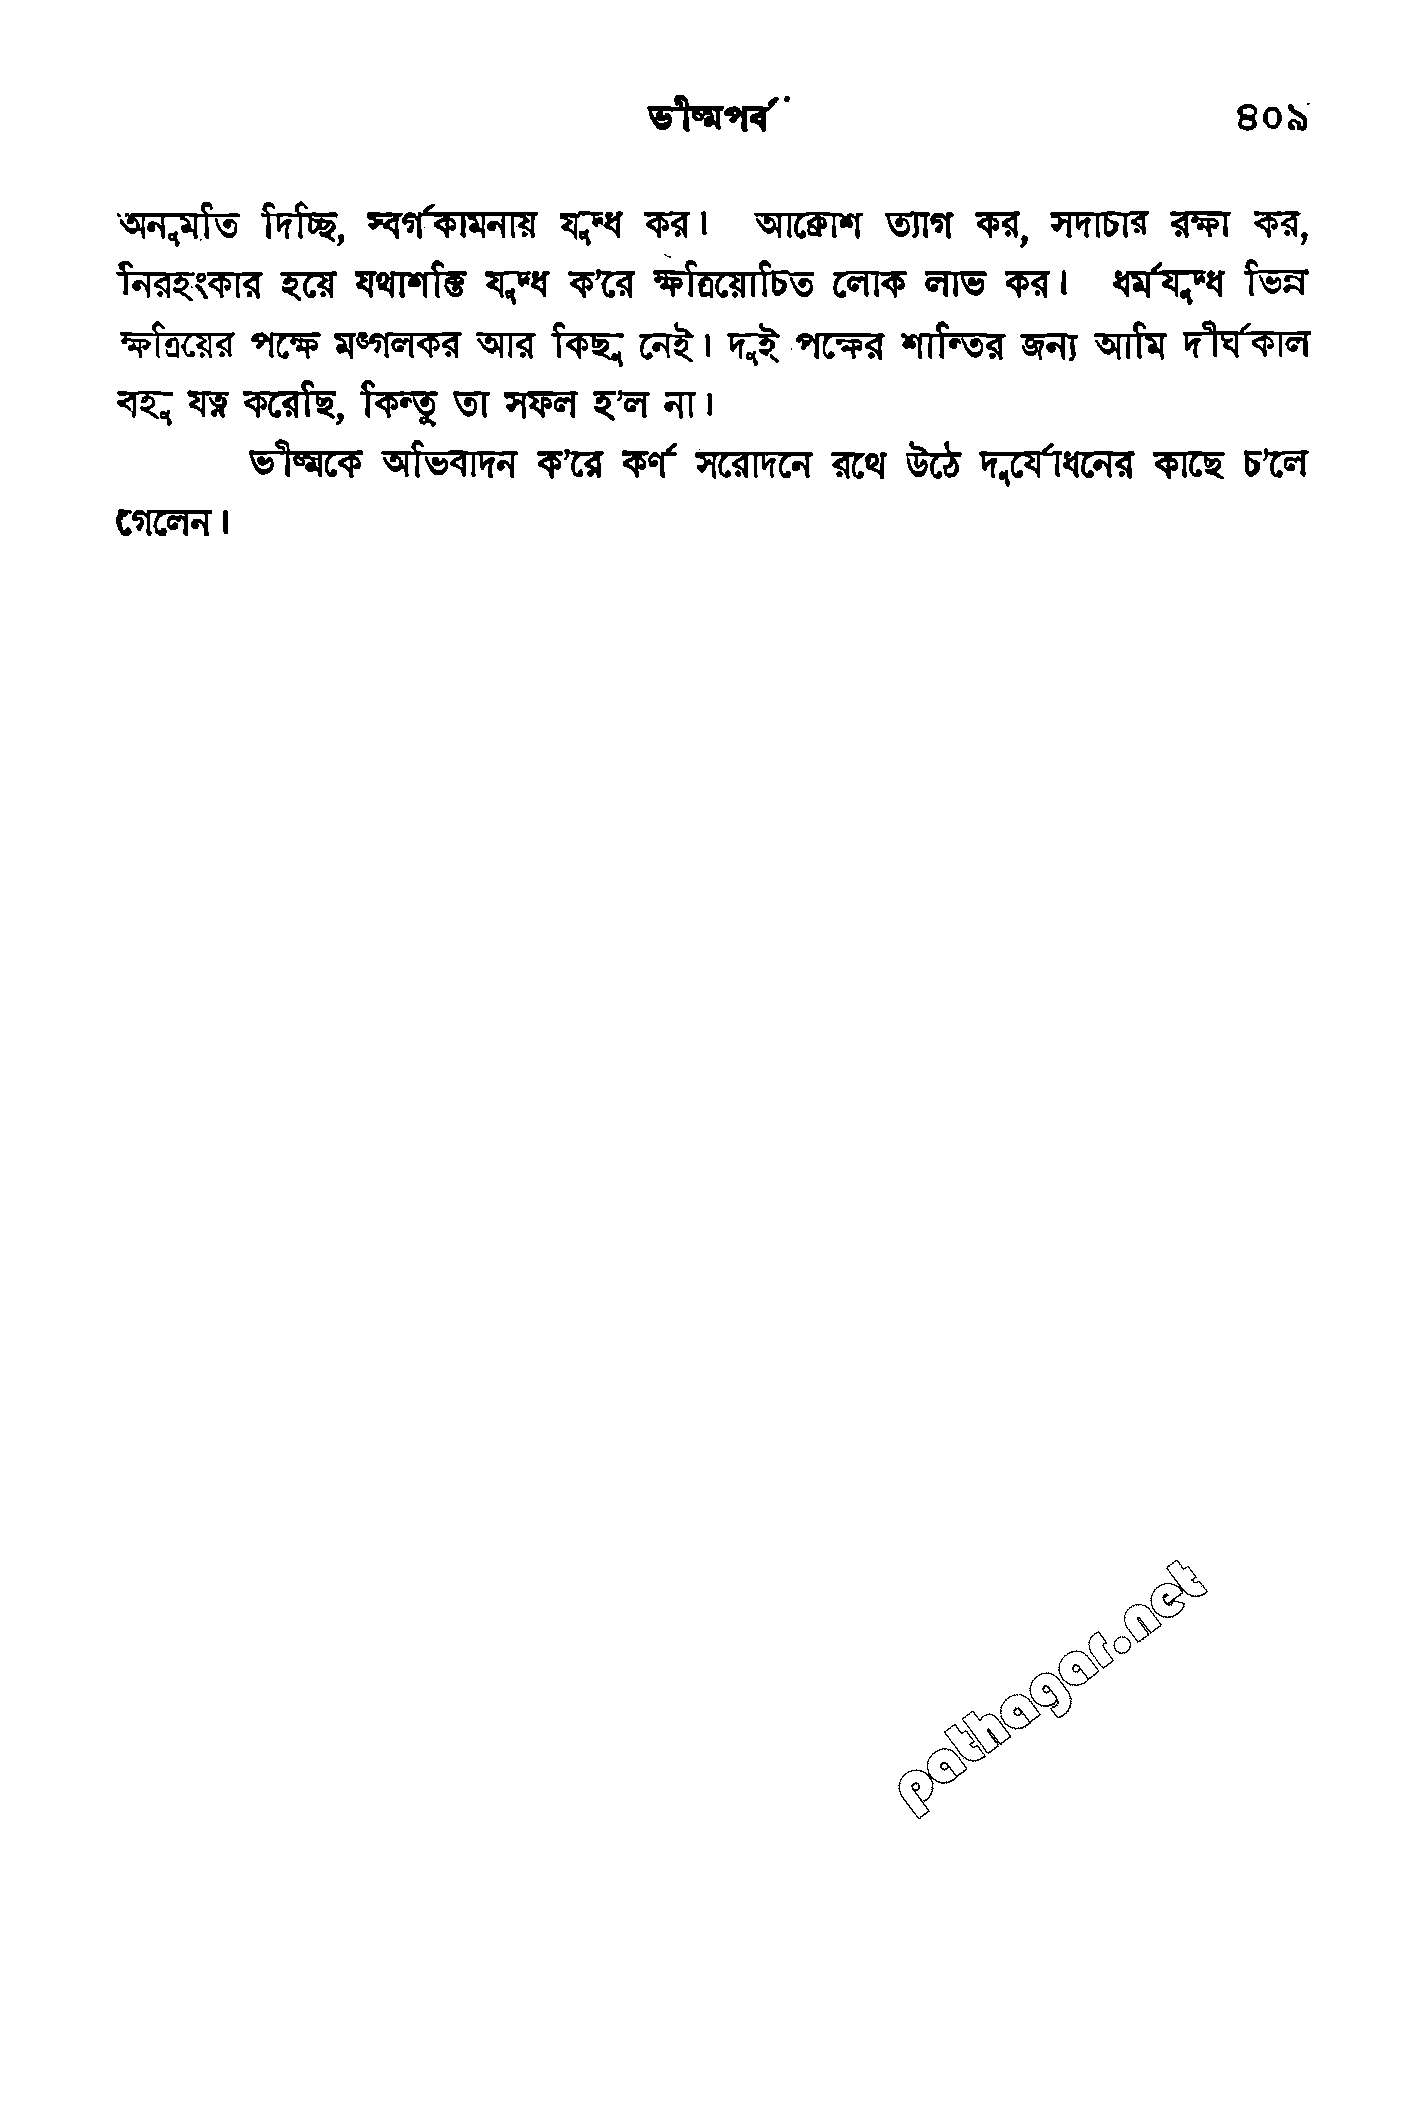 ভীষ্মপর্ব ৪০৯
অনুমতি দিচ্ছি, স্বর্গকামনায় যুদ্ধ কর। আক্রোশ ত্যাগ কর, সদাচার রক্ষা কর,
নিরহংকার হয়ে যথাশক্তি যুদ্ধ ক’রে ক্ষত্রিয়োচিত লোক লাভ কর। ধর্মযুদ্ধ ভিন্ন
ক্ষত্রিয়ের পক্ষে মঙ্গলকর আর কিছু নেই। দুই পক্ষের শান্তির জন্য আমি দীর্ঘকাল
বহু যত্ন করেছি, কিন্তু তা সফল হ’ল না।
ভীষ্মকে অভিবাদন ক’রে কর্ণ সরোদনে রথে উঠে দুর্যোধনের কাছে চ’লে
গেলেন।
pathagar.net